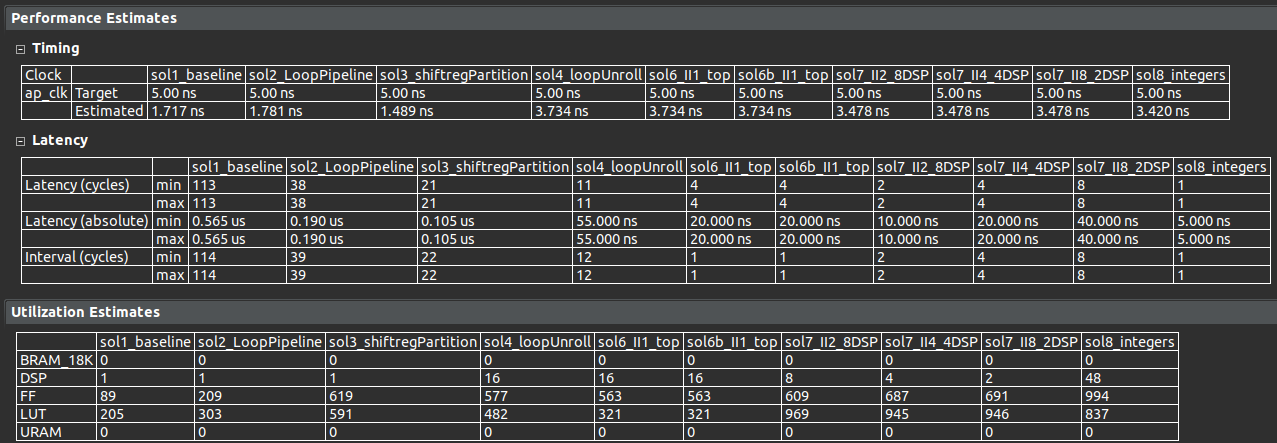 Performance Estimates
Timing
Clock sol1_baseline sol2_LoopPipeline sol3_shiftregPartition sol4_loopUnroll sol6_II1_top sol6b_II1_top sol7_II2_8DSP sol7_II4_4DSP sol7_II8_2DSP sol8_integers
ap_clk Target 5.00 ns 5.00 ns 5.00 ns 5.00 ns 5.00 ns 5.00 ns 5.00 ns 5.00 ns 5.00 ns 5.00 ns
Estimated 1.717 ns 1.781 ns 1.489 ns 3.734 ns 3.734 ns 3.734 ns 3.478 ns 3.478 ns 3.478 ns 3.420 ns
Latency
sol1_baseline sol2_LoopPipeline sol3_shiftregPartition sol4_loopUnroll sol6_II1_top sol6b_II1_top sol7_II2_8DSP sol7_II4_4DSP sol7_II8_2DSP sol8_integers
Latency (cycles) min 113 38 21 11 4 4 2 4 8 1
max 113 38 21 11 4 4 2 4 8 1
Latency (absolute) min 0.565 us 0.190 us 0.105 us 55.000 ns 20.000 ns 20.000 ns 10.000 ns 20.000 ns 40.000 ns 5.000 ns
max 0.565 us 0.190 us 0.105 us 55.000 ns 20.000 ns 20.000 ns 10.000 ns 20.000 ns 40.000 ns 5.000 ns
Interval (cycles) min 114 39 22 12 1 1 2 4 8 1
max 114 39 22 12 1 1 2 4 8 1
Utilization Estimates
sol1_baseline sol2_LoopPipeline sol3_shiftregPartition sol4_loopUnroll sol6_II1_top sol6b_II1_top sol7_II2_8DSP sol7_II4_4DSP sol7_II8_2DSP sol8_integers
BRAM_18K 0 0 0 0 0 0 0 0 0 0
DSP 1 1 1 16 16 16 8 4 2 48
FF 89 209 619 577 563 563 609 687 691 994
LUT 205 303 591 482 321 321 969 945 946 837
URAM 0 0 0 0 0 0 0 0 0 0